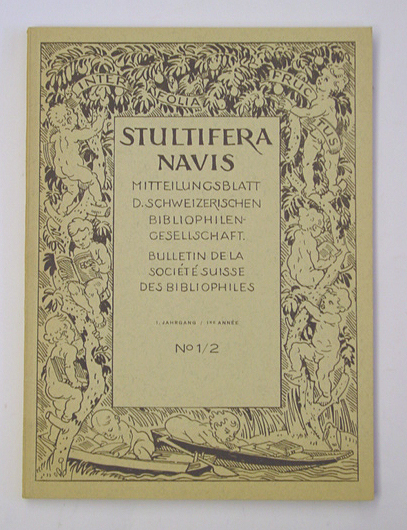 INTER FOLIA FRUCTUS
STULTIFERA
NAVIS
MITTEILUNGSBLATT
D. SCHWEIZERISCHEN
BIBLIOPHILEN-
GESELLSCHAFT.
BULLETIN DE LA
SOCIÉTÉ SUISSE
DES BIBLIOPHILES
1. JAHRGANG / 1RE ANNÉE
No 1/2